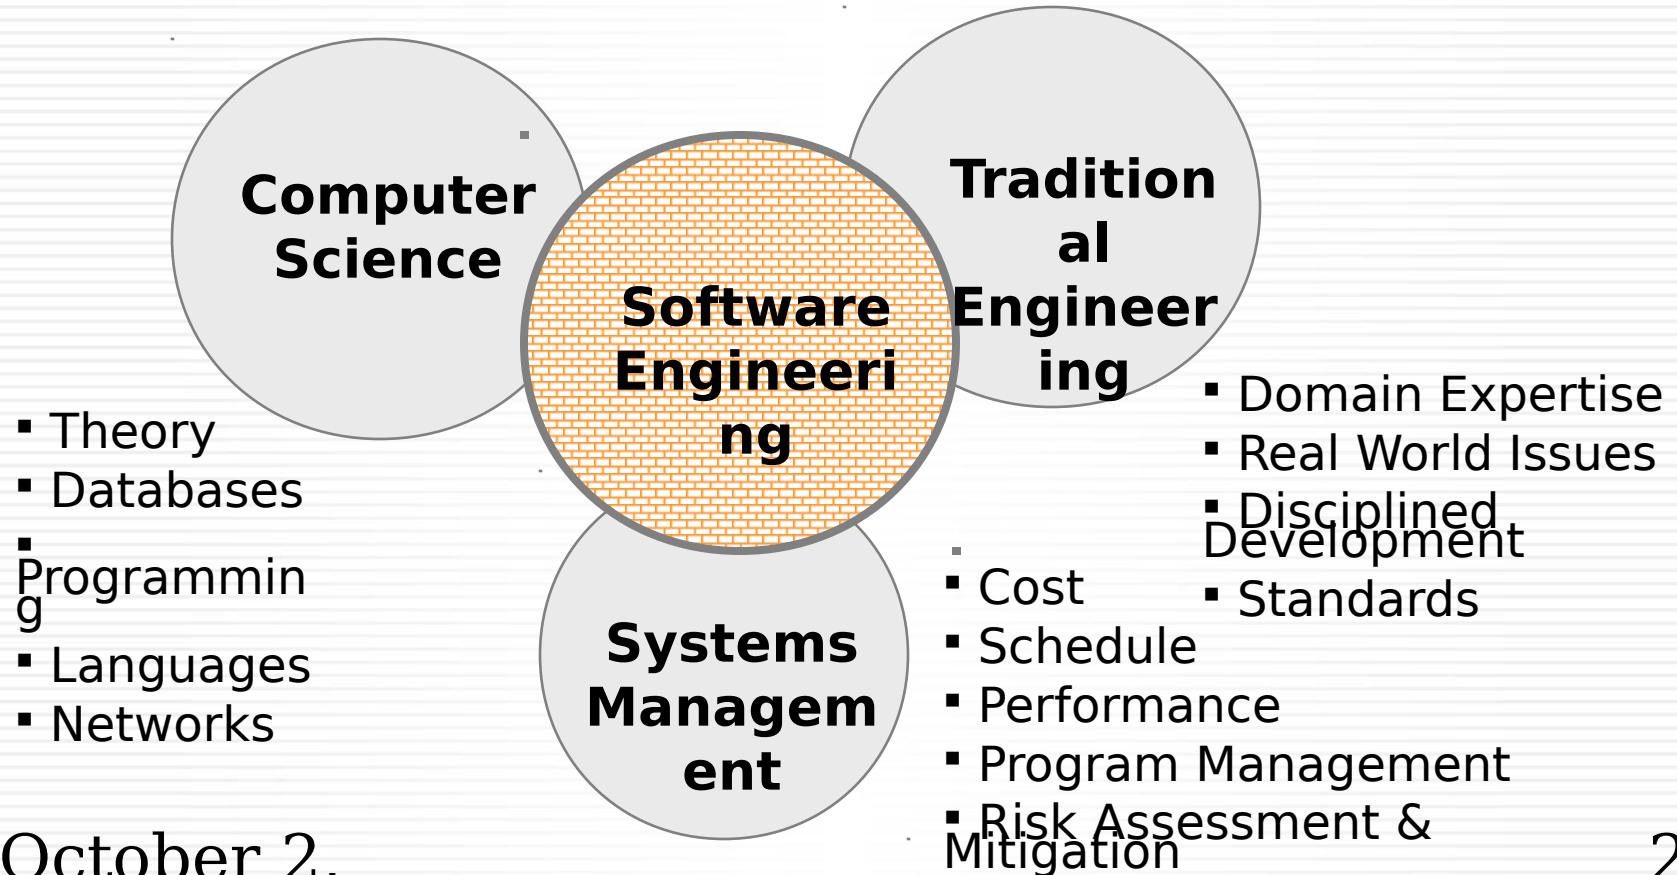 Computer
Science
Tradition
al
Engineer
ing
Software
Engineeri
ng
▪ Theory
▪ Databases
▪
Programmin
g
▪ Languages
▪ Networks
▪ Domain Expertise
▪ Real World Issues
▪ Disciplined
Development
▪ Standards
Systems
Managem
ent
▪ Cost
▪ Schedule
▪ Performance
▪ Program Management
▪ Risk Assessment &
Mitigation
October 2,
2